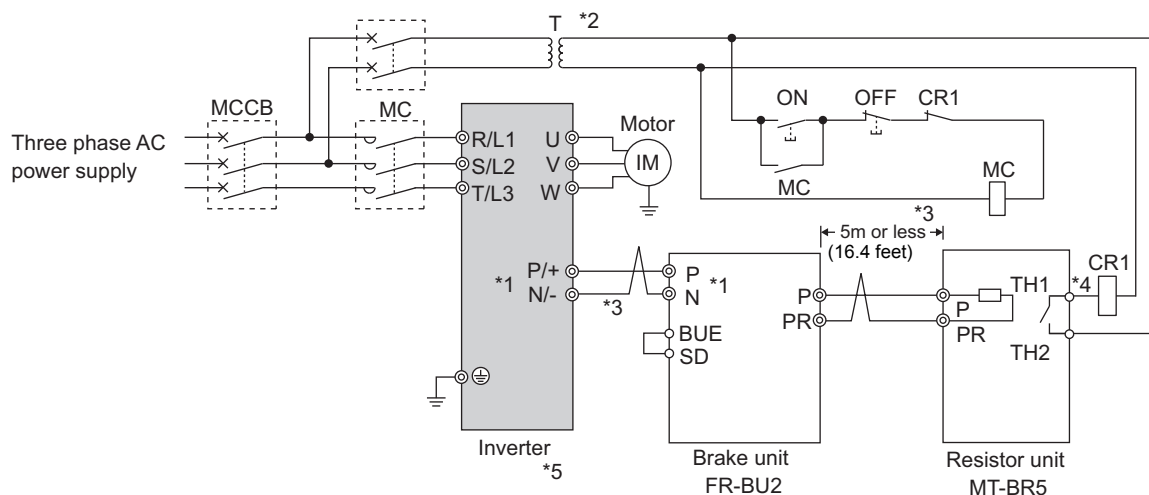 T *2
MCCB
MC
ON
OFF
CR1
Three phase AC
power supply
R/L1
S/L2
T/L3
U
V
W
Motor
IM
MC
MC
*3
5m or less
(16.4 feet)
P/+
N/-
*1
*3
P
N
*1
BUE
SD
P
PR
P
PR
TH1
TH2
*4
CR1
Inverter
*5
Brake unit
FR-BU2
Resistor unit
MT-BR5